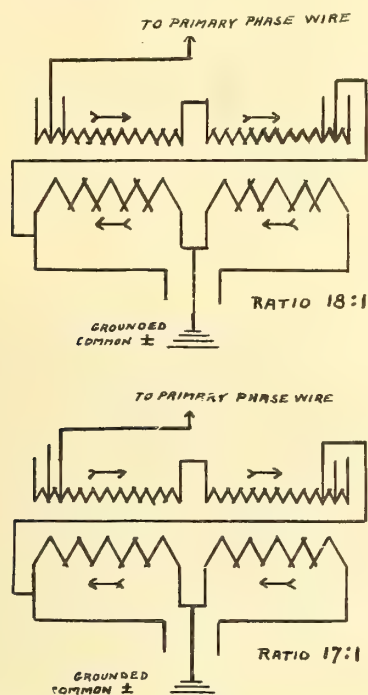 TO PRIMARY PHASE WIRE
RATIO 18:1
GROUNDED
COMMON ±
TO PRIMARY PHASE WIRE
RATIO 17:1
GROUNDED
COMMON ±